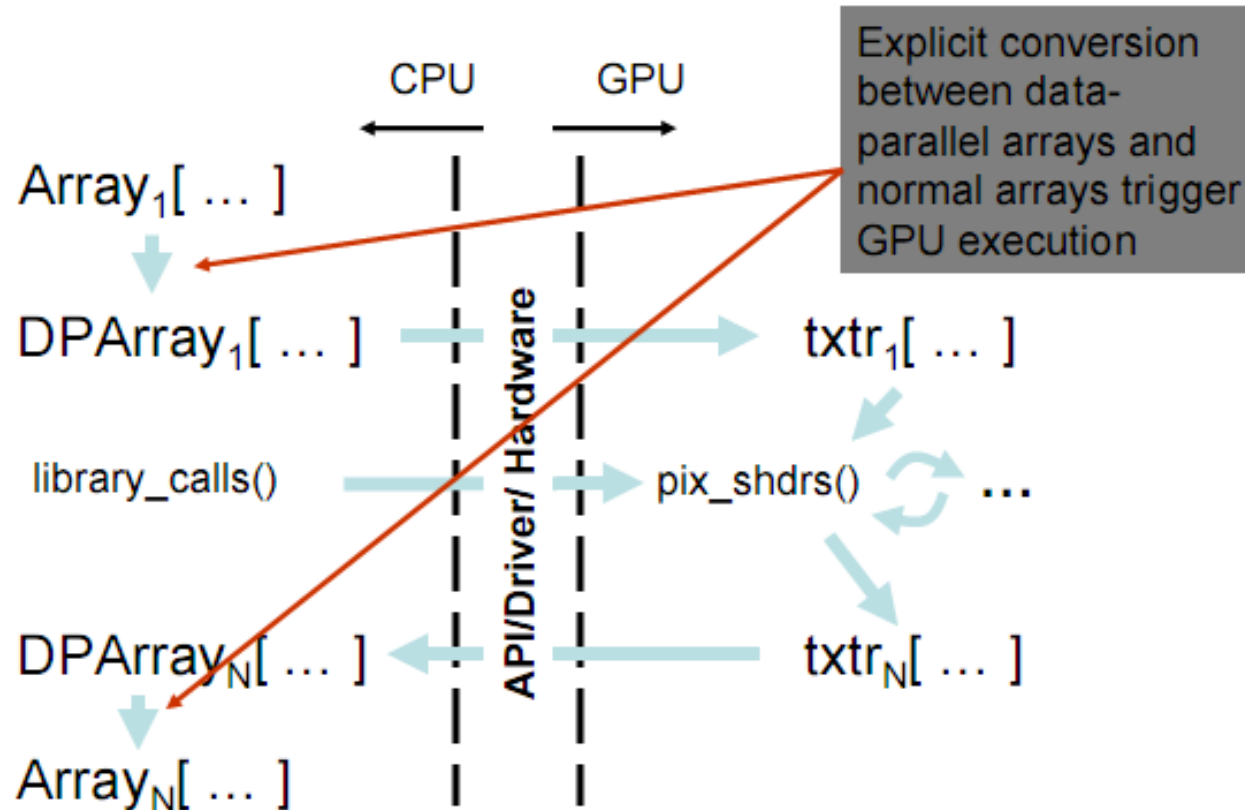 CPU
GPU
Explicit conversion
between data-
parallel arrays and
normal arrays trigger
GPU execution
Array₁[ … ]
DPArray₁[ … ]
txtr₁[ … ]
API/Driver/ Hardware
library_calls()
pix_shdrs()
...
DPArrayN[ … ]
txtrN[ … ]
ArrayN[ … ]